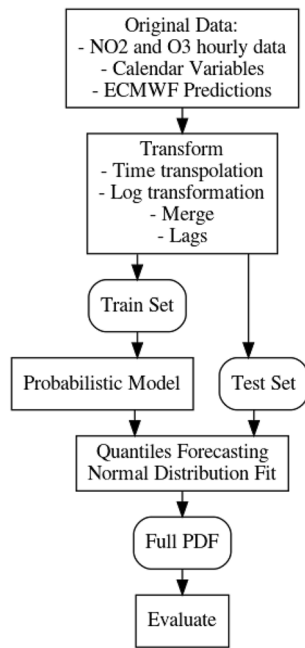 Original Data:
- NO2 and O3 hourly data
- Calendar Variables
- ECMWF Predictions
Transform
- Time transpolation
- Log transformation
- Merge
- Lags
Train Set
Probabilistic Model
Test Set
Quantiles Forecasting
Normal Distribution Fit
Full PDF
Evaluate